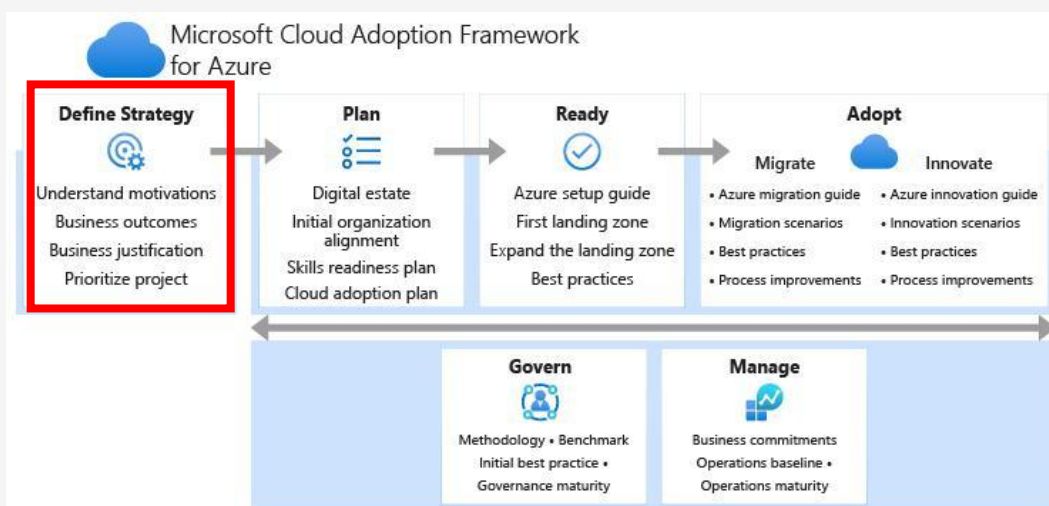 Microsoft Cloud Adoption Framework
for Azure
Define Strategy
Understand motivations
Business outcomes
Business justification
Prioritize project
Plan
Digital estate
Initial organization
alignment
Skills readiness plan
Cloud adoption plan
Ready
Azure setup guide
First landing zone
Expand the landing zone
Best practices
Adopt
Migrate
• Azure migration guide
• Migration scenarios
• Best practices
• Process improvements
Innovate
• Azure innovation guide
• Innovation scenarios
• Best practices
• Process improvements
Govern
Methodology • Benchmark
Initial best practice •
Governance maturity
Manage
Business commitments
Operations baseline •
Operations maturity